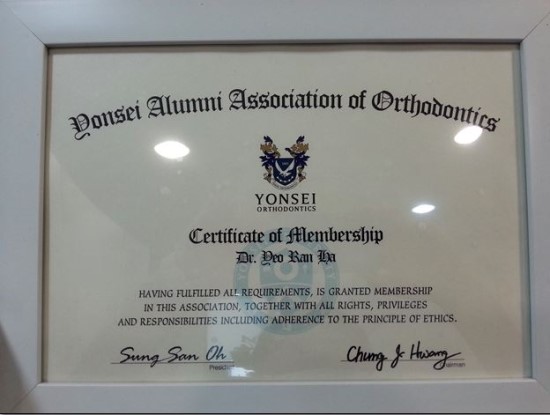 Yonsei Alumni Association of Orthodontics
YONSEI
ORTHODONTICS
Certificate of Membership
Dr. Yeo Ran Ha
HAVING FULFILLED ALL REQUIREMENTS, IS GRANTED MEMBERSHIP
IN THIS ASSOCIATION, TOGETHER WITH ALL RIGHTS, PRIVILEGES
AND RESPONSIBILITIES INCLUDING ADHERENCE TO THE PRINCIPLE OF ETHICS.
Sung San Oh Chung Ju Hwang